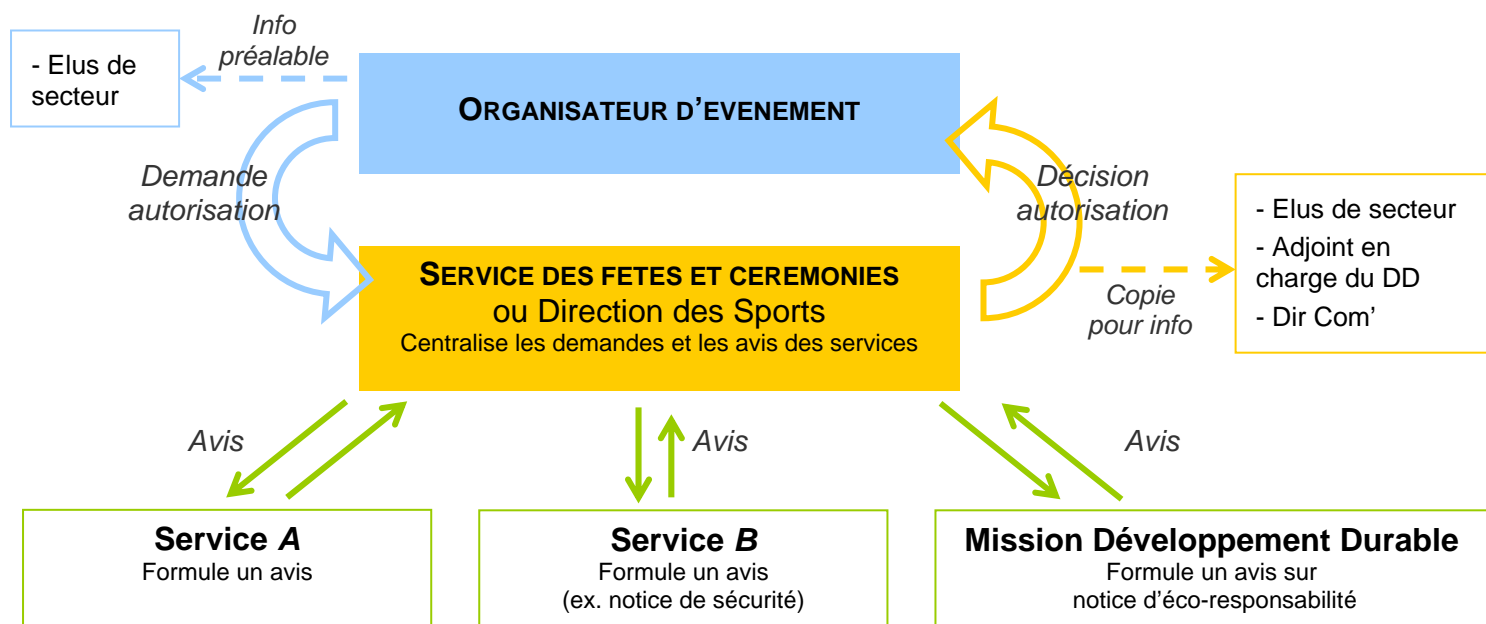 Info
préalable
- Elus de
secteur
ORGANISATEUR D’EVENEMENT
Demande
autorisation
Décision
autorisation
SERVICE DES FETES ET CEREMONIES
ou Direction des Sports
Centralise les demandes et les avis des services
- Elus de secteur
- Adjoint en
charge du DD
- Dir Com’
Copie
pour info
Avis
Avis
Avis
Service A
Formule un avis
Service B
Formule un avis
(ex. notice de sécurité)
Mission Développement Durable
Formule un avis sur
notice d’éco-responsabilité